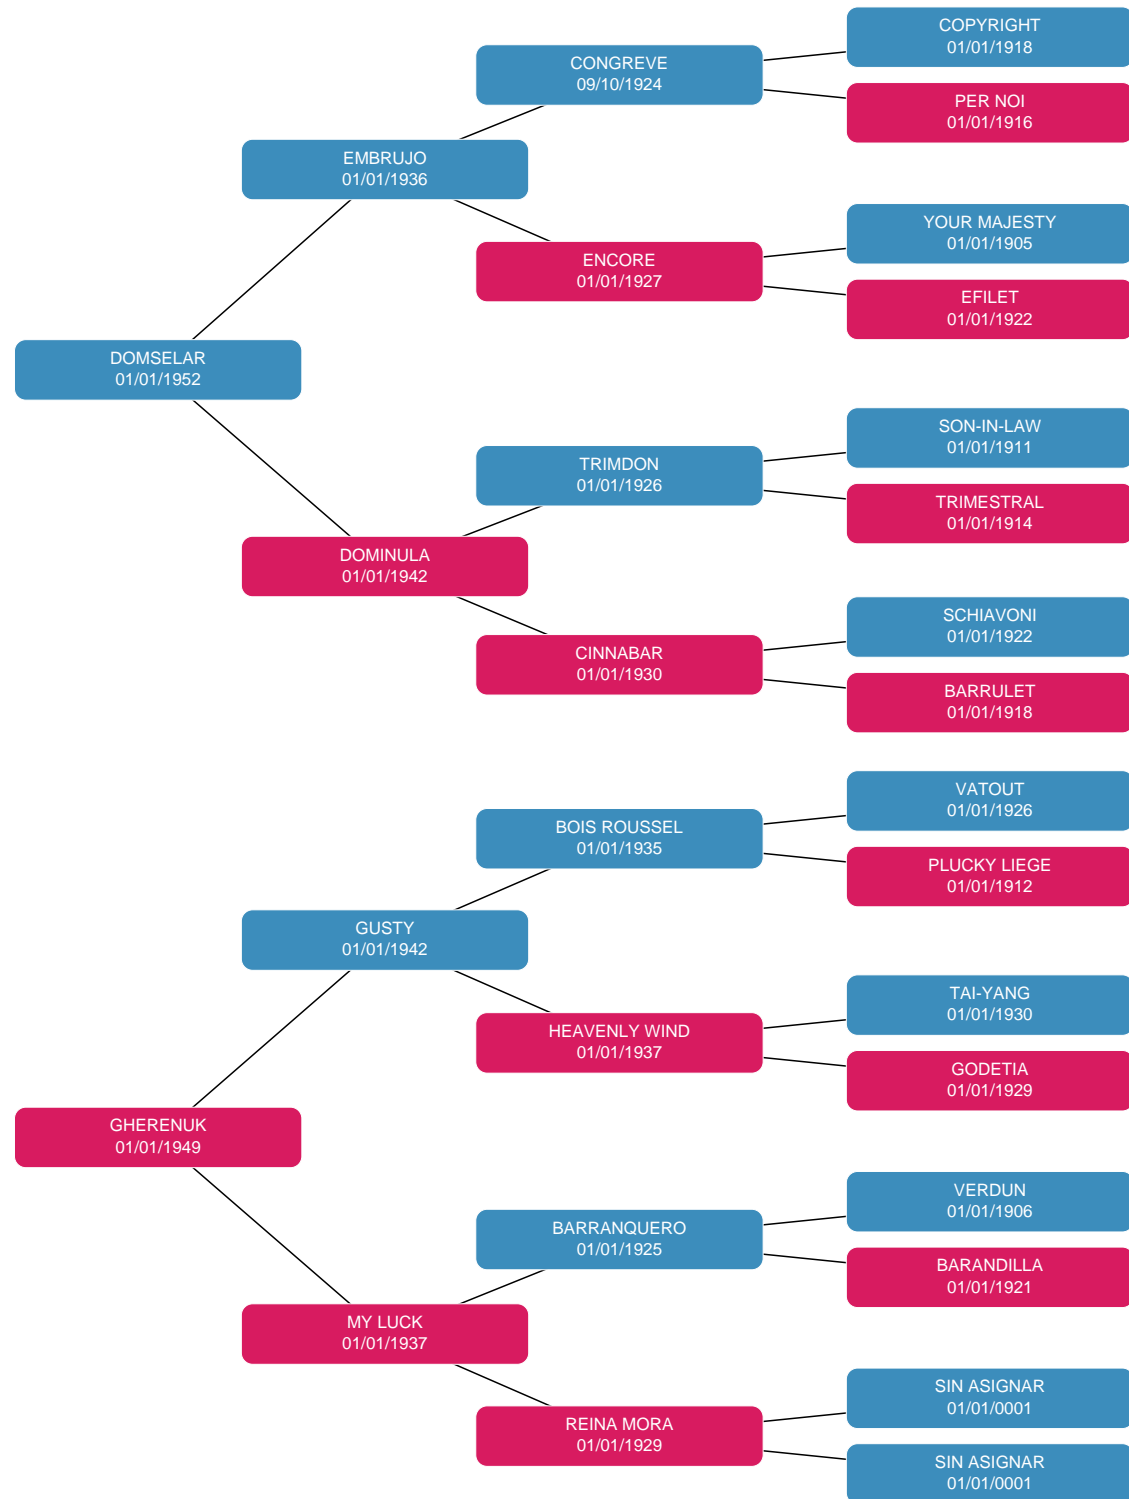 COPYRIGHT
01/01/1918
CONGREVE
09/10/1924
PER NOI
01/01/1916
EMBRUJO
01/01/1936
YOUR MAJESTY
01/01/1905
ENCORE
01/01/1927
EFILET
01/01/1922
DOMSELAR
01/01/1952
SON-IN-LAW
01/01/1911
TRIMDON
01/01/1926
TRIMESTRAL
01/01/1914
DOMINULA
01/01/1942
SCHIAVONI
01/01/1922
CINNABAR
01/01/1930
BARRULET
01/01/1918
VATOUT
01/01/1926
BOIS ROUSSEL
01/01/1935
PLUCKY LIEGE
01/01/1912
GUSTY
01/01/1942
TAI-YANG
01/01/1930
HEAVENLY WIND
01/01/1937
GODETIA
01/01/1929
GHERENUK
01/01/1949
VERDUN
01/01/1906
BARRANQUERO
01/01/1925
BARANDILLA
01/01/1921
MY LUCK
01/01/1937
SIN ASIGNAR
01/01/0001
REINA MORA
01/01/1929
SIN ASIGNAR
01/01/0001